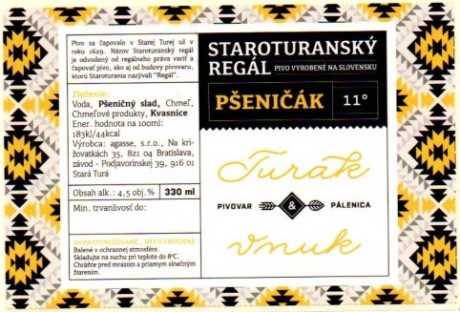 Pivo sa čapovalo v Starej Turej už v
roku 1629. Názov Staroturanský regál
je odvodený od regálneho práva variť a
čapovať pivo, ako aj od budovy pivovaru,
ktorú Staroturania nazývali "Regál".
Zloženie:
Voda, Pšeničný slad, Chmeľ,
Chmeľové produkty, Kvasnice
Ener. hodnota na 100ml:
183kJ/44kcal
Výrobca: agasse, s.r.o., Na kri-
žovatkách 35, 821 04 Bratislava,
závod - Podjavorinskej 39, 916 01
Stará Turá
Obsah alk.: 4,5 obj. % 330 ml
Min. trvanlivosť do:
NEPASTERIZOVANÉ, NEFILTROVANÉ
Balené v ochrannej atmosfére.
Skladujte na suchu pri teplote do 8°C.
Chráňte pred mrazom a priamym slnečným
žiarením.
STAROTURANSKÝ
REGÁL PIVO VYROBENÉ NA SLOVENSKU
PŠENIČÁK 11°
Turak
PIVOVAR & PÁLENICA
vnuk